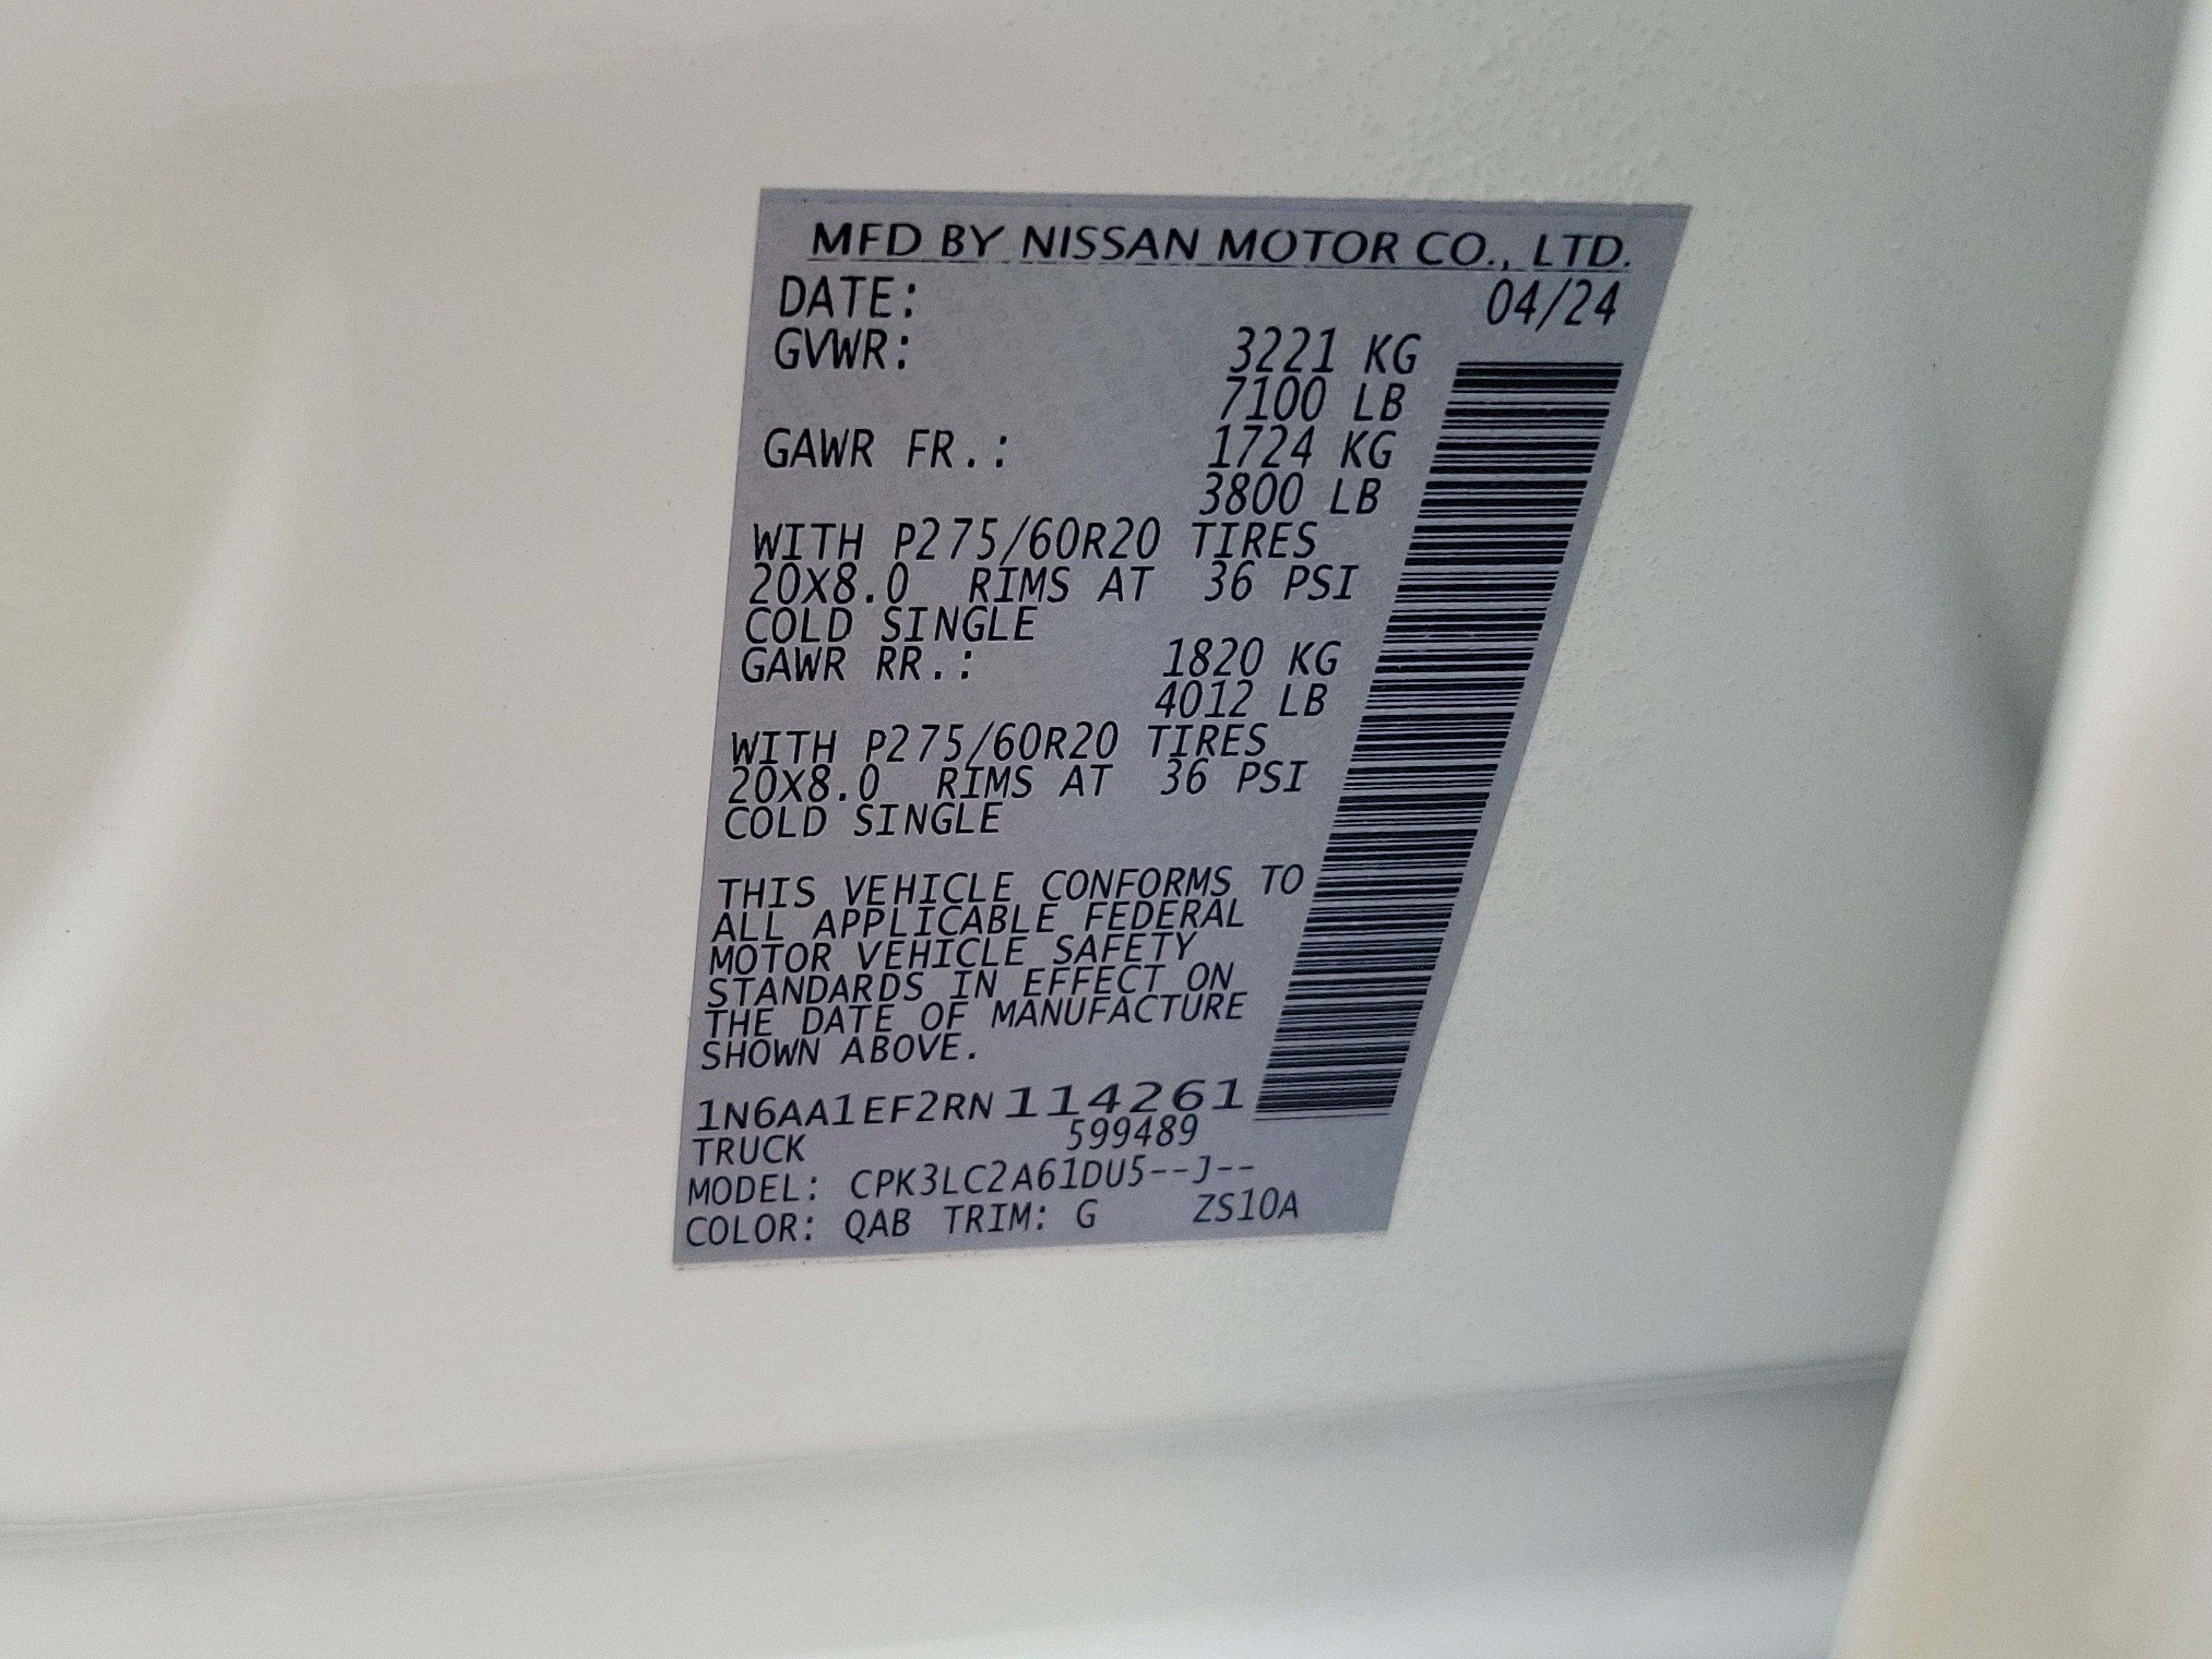 MFD BY NISSAN MOTOR CO., LTD.
DATE: 04/24
GVWR: 3221 KG
7100 LB
GAWR FR.: 1724 KG
3800 LB
WITH P275/60R20 TIRES
20X8.0 RIMS AT 36 PSI
COLD SINGLE
GAWR RR.: 1820 KG
4012 LB
WITH P275/60R20 TIRES
20X8.0 RIMS AT 36 PSI
COLD SINGLE
THIS VEHICLE CONFORMS TO
ALL APPLICABLE FEDERAL
MOTOR VEHICLE SAFETY
STANDARDS IN EFFECT ON
THE DATE OF MANUFACTURE
SHOWN ABOVE.
1N6AA1EF2RN114261
TRUCK 599489
MODEL: CPK3LC2A61DU5--J--
COLOR: QAB TRIM: G ZS10A